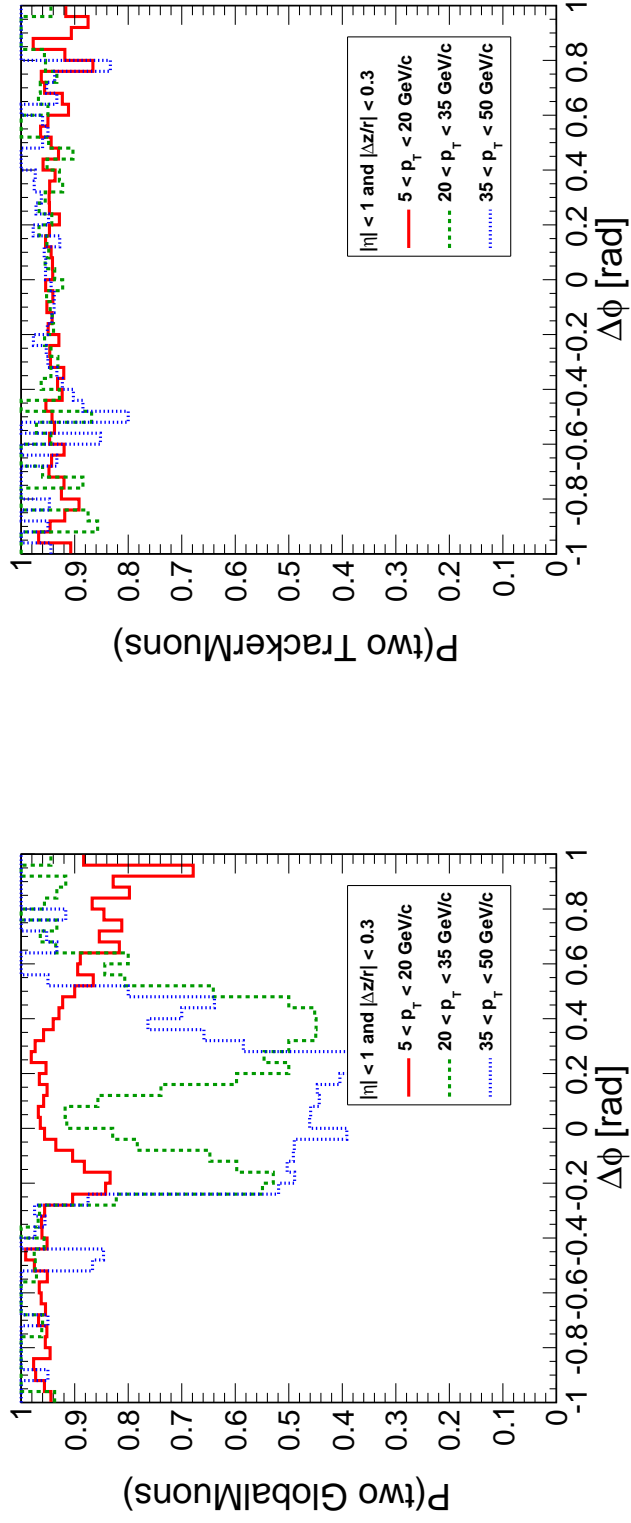 P(two GlobalMuons)
1
0.9
0.8
0.7
0.6
0.5
0.4
0.3
0.2
0.1
0
|η| < 1 and |Δz/r| < 0.3
5 < p_T < 20 GeV/c
20 < p_T < 35 GeV/c
35 < p_T < 50 GeV/c
-1 -0.8 -0.6 -0.4 -0.2 0 0.2 0.4 0.6 0.8 1
Δϕ [rad]
P(two TrackerMuons)
1
0.9
0.8
0.7
0.6
0.5
0.4
0.3
0.2
0.1
0
|η| < 1 and |Δz/r| < 0.3
5 < p_T < 20 GeV/c
20 < p_T < 35 GeV/c
35 < p_T < 50 GeV/c
-1 -0.8 -0.6 -0.4 -0.2 0 0.2 0.4 0.6 0.8 1
Δϕ [rad]